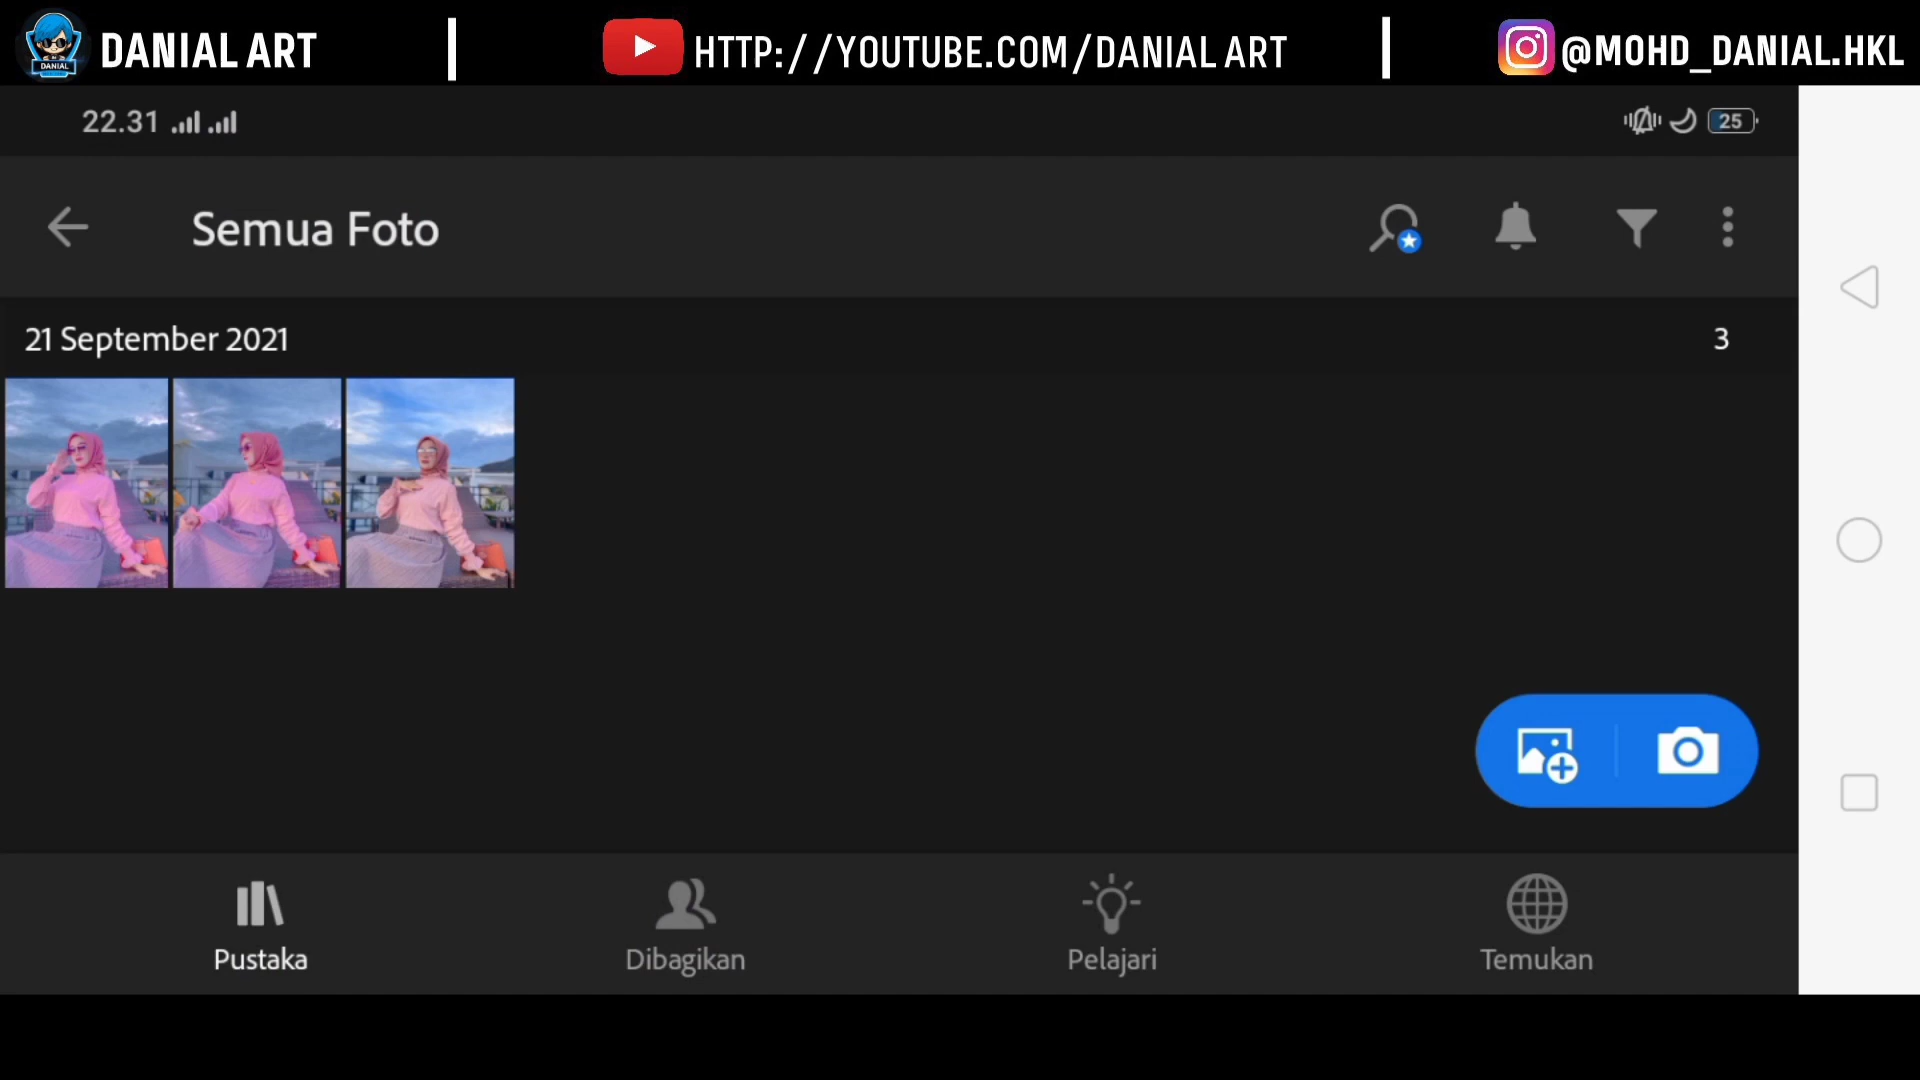 DANIAL
DANIAL ART
HTTP://YOUTUBE.COM/DANIAL ART
@MOHD_DANIAL.HKL
22.31
25
Semua Foto
21 September 2021
3
Pustaka
Dibagikan
Pelajari
Temukan